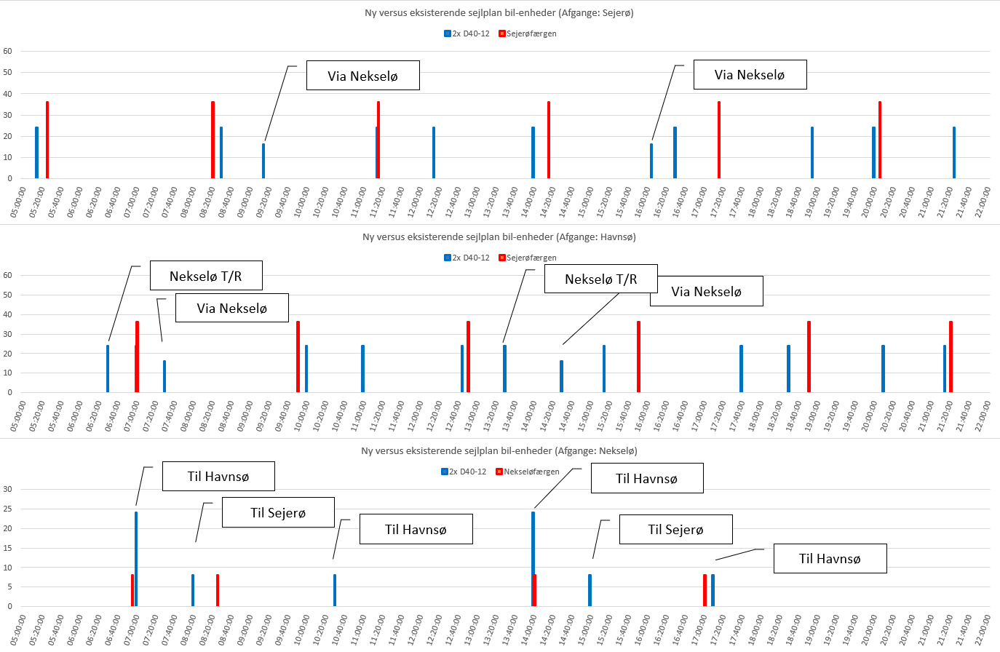 Ny versus eksisterende sejlplan bil-enheder (Afgange: Sejerø)
2x D40-12 Sejerøfærgen
60
50
40
30
20
10
0
Via Nekselø
Via Nekselø
05:00:00 05:20:00 05:40:00 06:00:00 06:20:00 06:40:00 07:00:00 07:20:00 07:40:00 08:00:00 08:20:00 08:40:00 09:00:00 09:20:00 09:40:00 10:00:00 10:20:00 10:40:00 11:00:00 11:20:00 11:40:00 12:00:00 12:20:00 12:40:00 13:00:00 13:20:00 13:40:00 14:00:00 14:20:00 14:40:00 15:00:00 15:20:00 15:40:00 16:00:00 16:20:00 16:40:00 17:00:00 17:20:00 17:40:00 18:00:00 18:20:00 18:40:00 19:00:00 19:20:00 19:40:00 20:00:00 20:20:00 20:40:00 21:00:00 21:20:00 21:40:00 22:00:00
Ny versus eksisterende sejlplan bil-enheder (Afgange: Havnsø)
2x D40-12 Sejerøfærgen
60
50
40
30
20
10
0
Nekselø T/R
Via Nekselø
Nekselø T/R
Via Nekselø
05:00:00 05:20:00 05:40:00 06:00:00 06:20:00 06:40:00 07:00:00 07:20:00 07:40:00 08:00:00 08:20:00 08:40:00 09:00:00 09:20:00 09:40:00 10:00:00 10:20:00 10:40:00 11:00:00 11:20:00 11:40:00 12:00:00 12:20:00 12:40:00 13:00:00 13:20:00 13:40:00 14:00:00 14:20:00 14:40:00 15:00:00 15:20:00 15:40:00 16:00:00 16:20:00 16:40:00 17:00:00 17:20:00 17:40:00 18:00:00 18:20:00 18:40:00 19:00:00 19:20:00 19:40:00 20:00:00 20:20:00 20:40:00 21:00:00 21:20:00 21:40:00 22:00:00
Ny versus eksisterende sejlplan bil-enheder (Afgange: Nekselø)
2x D40-12 Nekseløfærgen
30
25
20
15
10
5
0
Til Havnsø
Til Sejerø
Til Havnsø
Til Havnsø
Til Sejerø
Til Havnsø
05:00:00 05:20:00 05:40:00 06:00:00 06:20:00 06:40:00 07:00:00 07:20:00 07:40:00 08:00:00 08:20:00 08:40:00 09:00:00 09:20:00 09:40:00 10:00:00 10:20:00 10:40:00 11:00:00 11:20:00 11:40:00 12:00:00 12:20:00 12:40:00 13:00:00 13:20:00 13:40:00 14:00:00 14:20:00 14:40:00 15:00:00 15:20:00 15:40:00 16:00:00 16:20:00 16:40:00 17:00:00 17:20:00 17:40:00 18:00:00 18:20:00 18:40:00 19:00:00 19:20:00 19:40:00 20:00:00 20:20:00 20:40:00 21:00:00 21:20:00 21:40:00 22:00:00